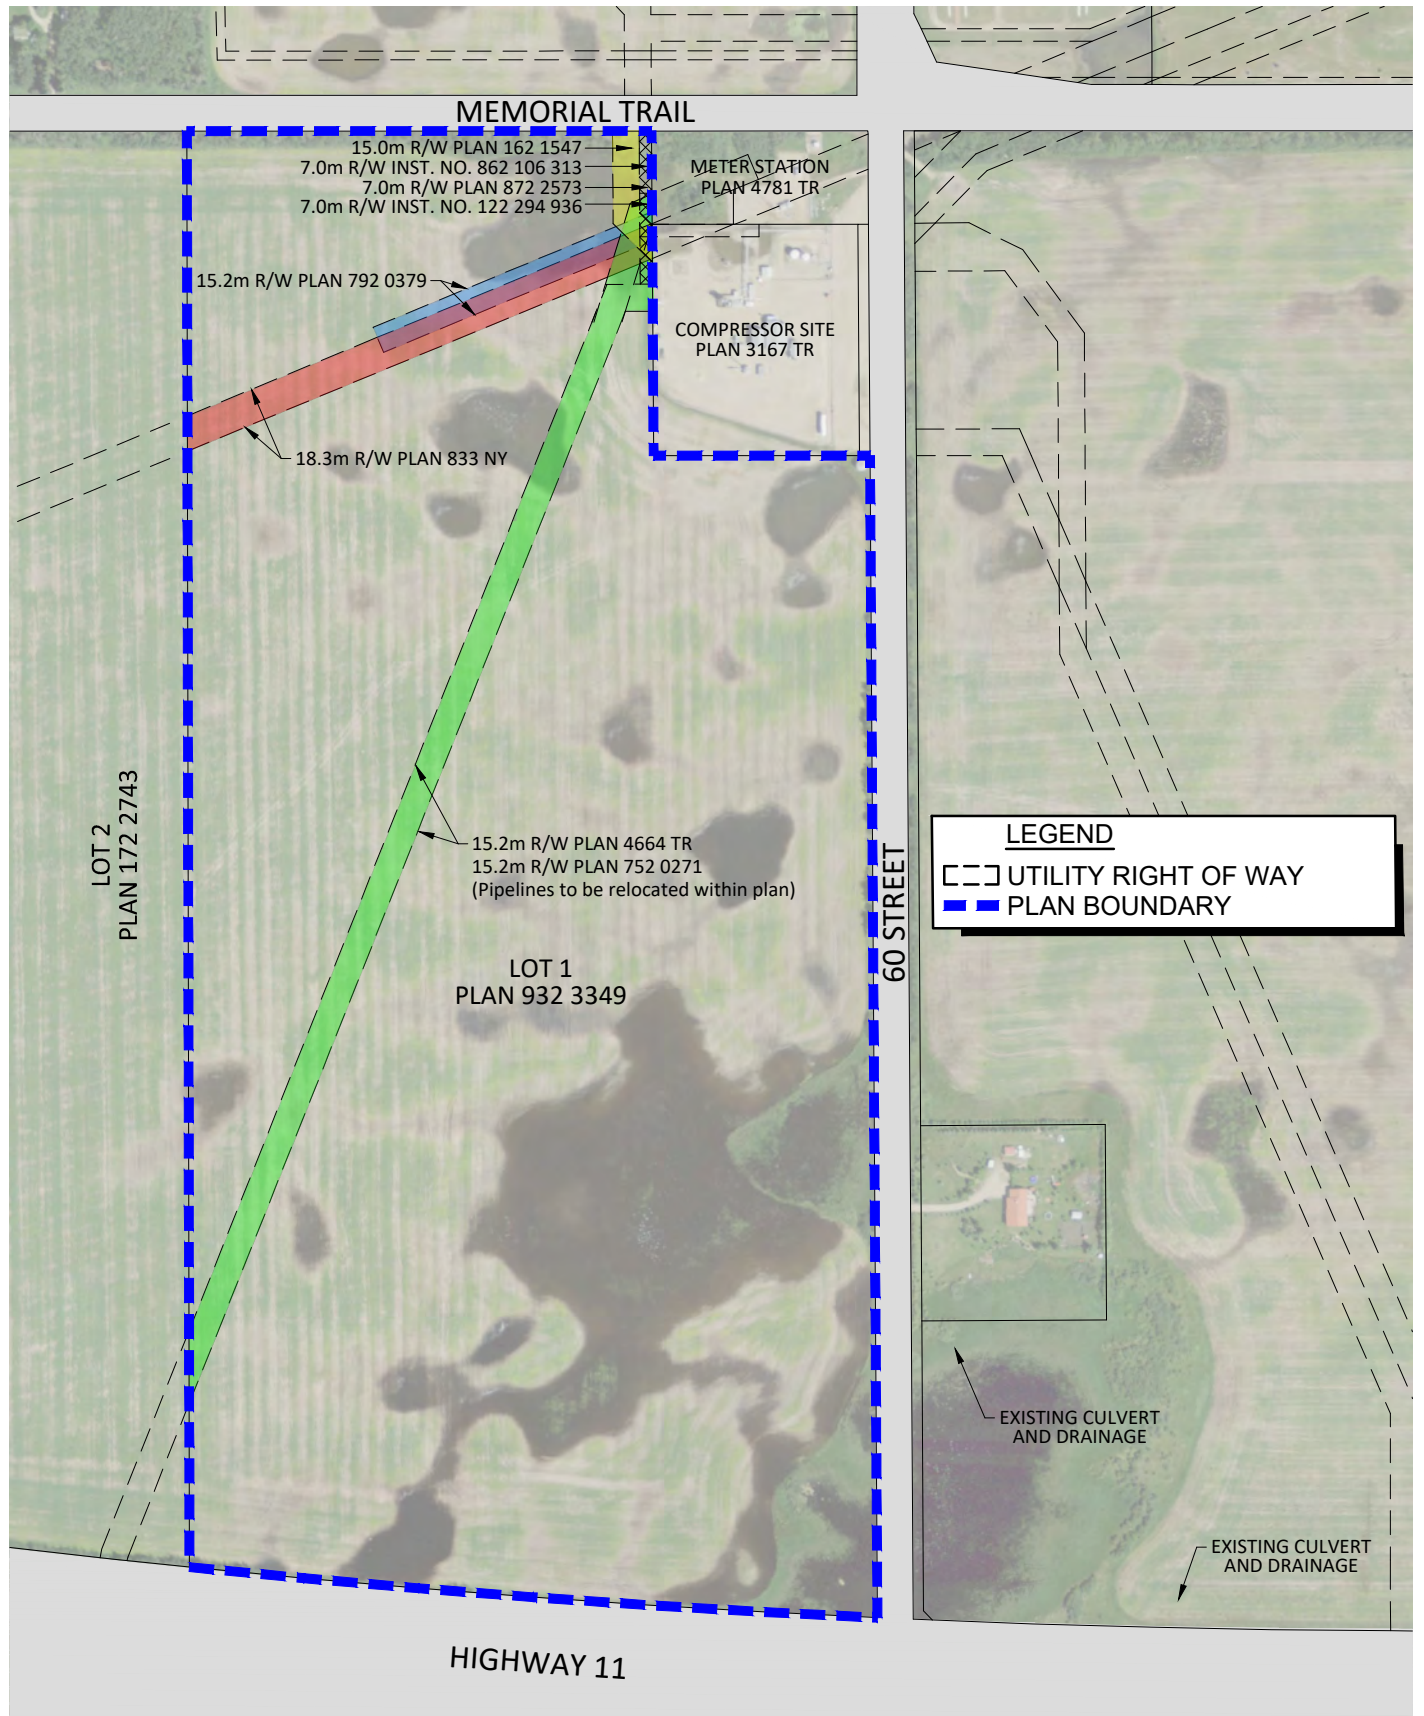 MEMORIAL TRAIL
15.0m R/W PLAN 162 1547
7.0m R/W INST. NO. 862 106 313
7.0m R/W PLAN 872 2573
7.0m R/W INST. NO. 122 294 936
METER STATION
PLAN 4781 TR
15.2m R/W PLAN 792 0379
COMPRESSOR SITE
PLAN 3167 TR
18.3m R/W PLAN 833 NY
LOT 2
PLAN 172 2743
15.2m R/W PLAN 4664 TR
15.2m R/W PLAN 752 0271
(Pipelines to be relocated within plan)
60 STREET
LEGEND
UTILITY RIGHT OF WAY
PLAN BOUNDARY
LOT 1
PLAN 932 3349
EXISTING CULVERT
AND DRAINAGE
EXISTING CULVERT
AND DRAINAGE
HIGHWAY 11